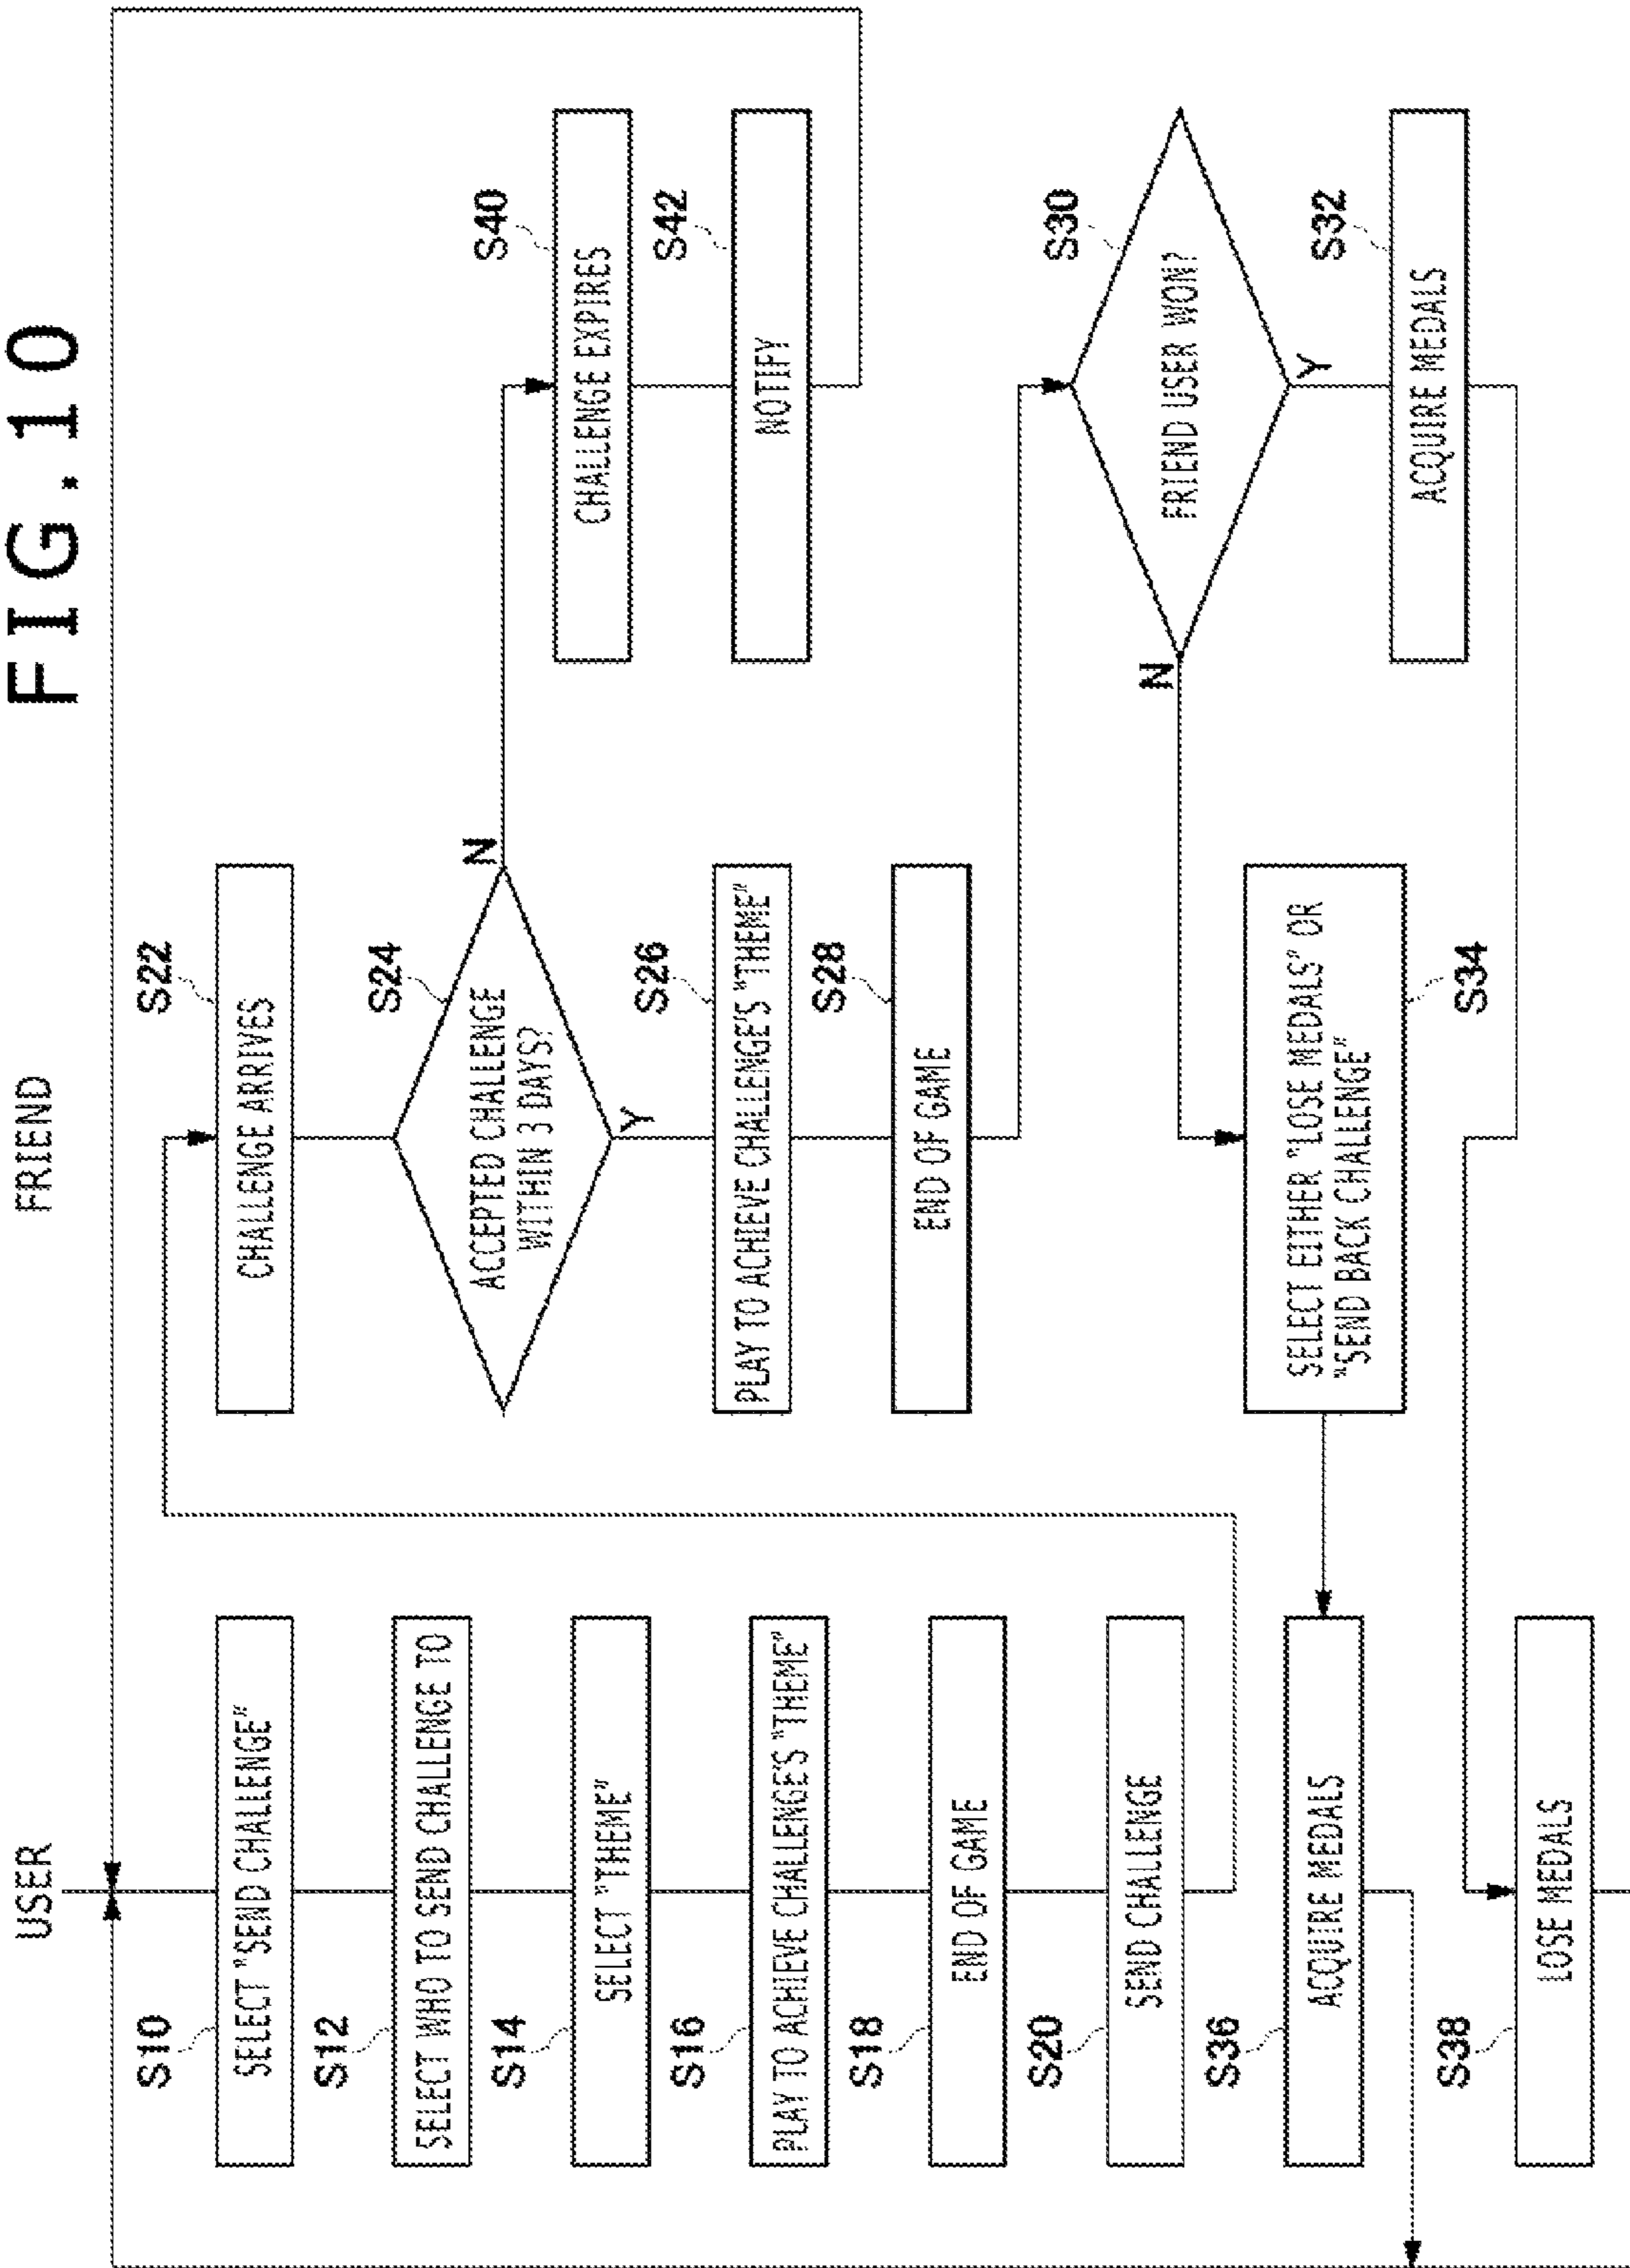 FIG.10
USER
S10
SELECT "SEND CHALLENGE"
S12
SELECT WHO TO SEND CHALLENGE TO
S14
SELECT "THEME"
S16
PLAY TO ACHIEVE CHALLENGE'S "THEME"
S18
END OF GAME
S20
SEND CHALLENGE
S36
ACQUIRE MEDALS
S38
LOSE MEDALS
FRIEND
S22
CHALLENGE ARRIVES
S24
ACCEPTED CHALLENGE
WITHIN 3 DAYS?
N
Y
S26
PLAY TO ACHIEVE CHALLENGE'S "THEME"
S28
END OF GAME
SELECT EITHER "LOSE MEDALS" OR
"SEND BACK CHALLENGE"
S34
S40
CHALLENGE EXPIRES
S42
NOTIFY
S30
FRIEND USER WON?
N
Y
S32
ACQUIRE MEDALS